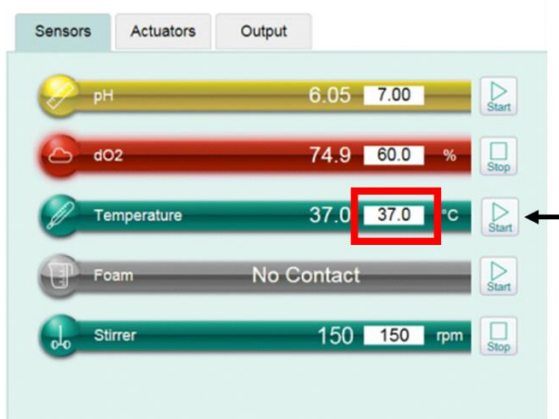 Sensors Actuators Output
pH 6.05 7.00 Start
dO2 74.9 60.0 % Stop
Temperature 37.0 37.0 °C Start
Foam No Contact Start
Stirrer 150 150 rpm Stop